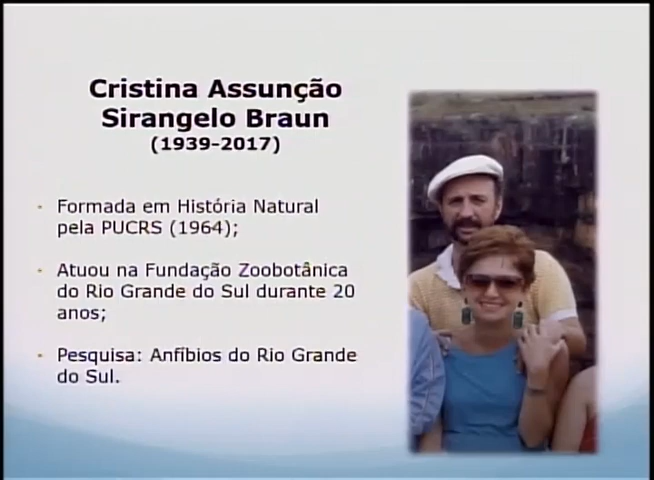 Cristina Assunção
Sirangelo Braun
(1939-2017)
Formada em História Natural
pela PUCRS (1964);
Atuou na Fundação Zoobotânica
do Rio Grande do Sul durante 20
anos;
Pesquisa: Anfíbios do Rio Grande
do Sul.